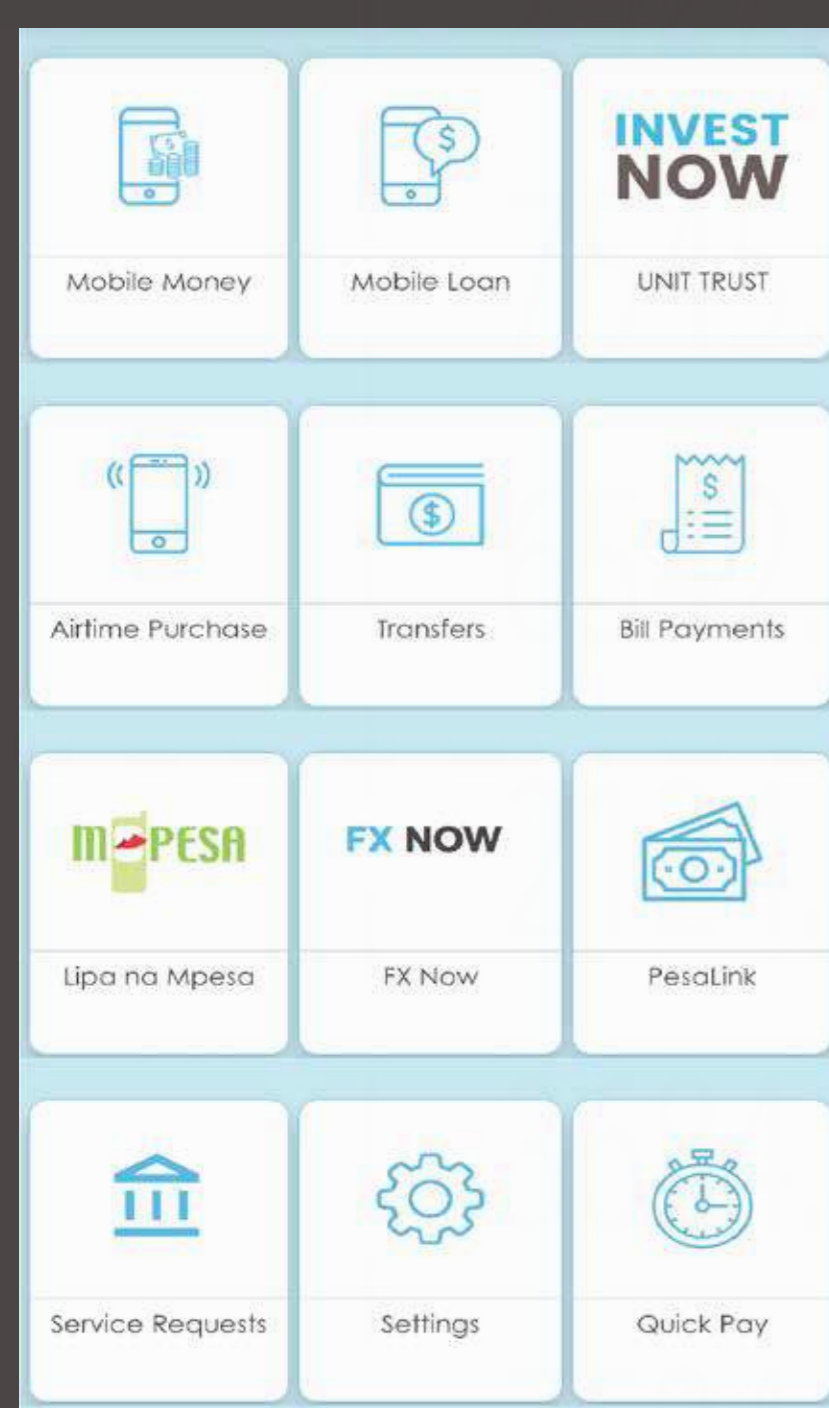 INVEST
NOW
Mobile Money
Mobile Loan
UNIT TRUST
$
Airtime Purchase
Transfers
Bill Payments
M-PESA
FX NOW
Lipa na Mpesa
FX Now
PesaLink
Service Requests
Settings
Quick Pay